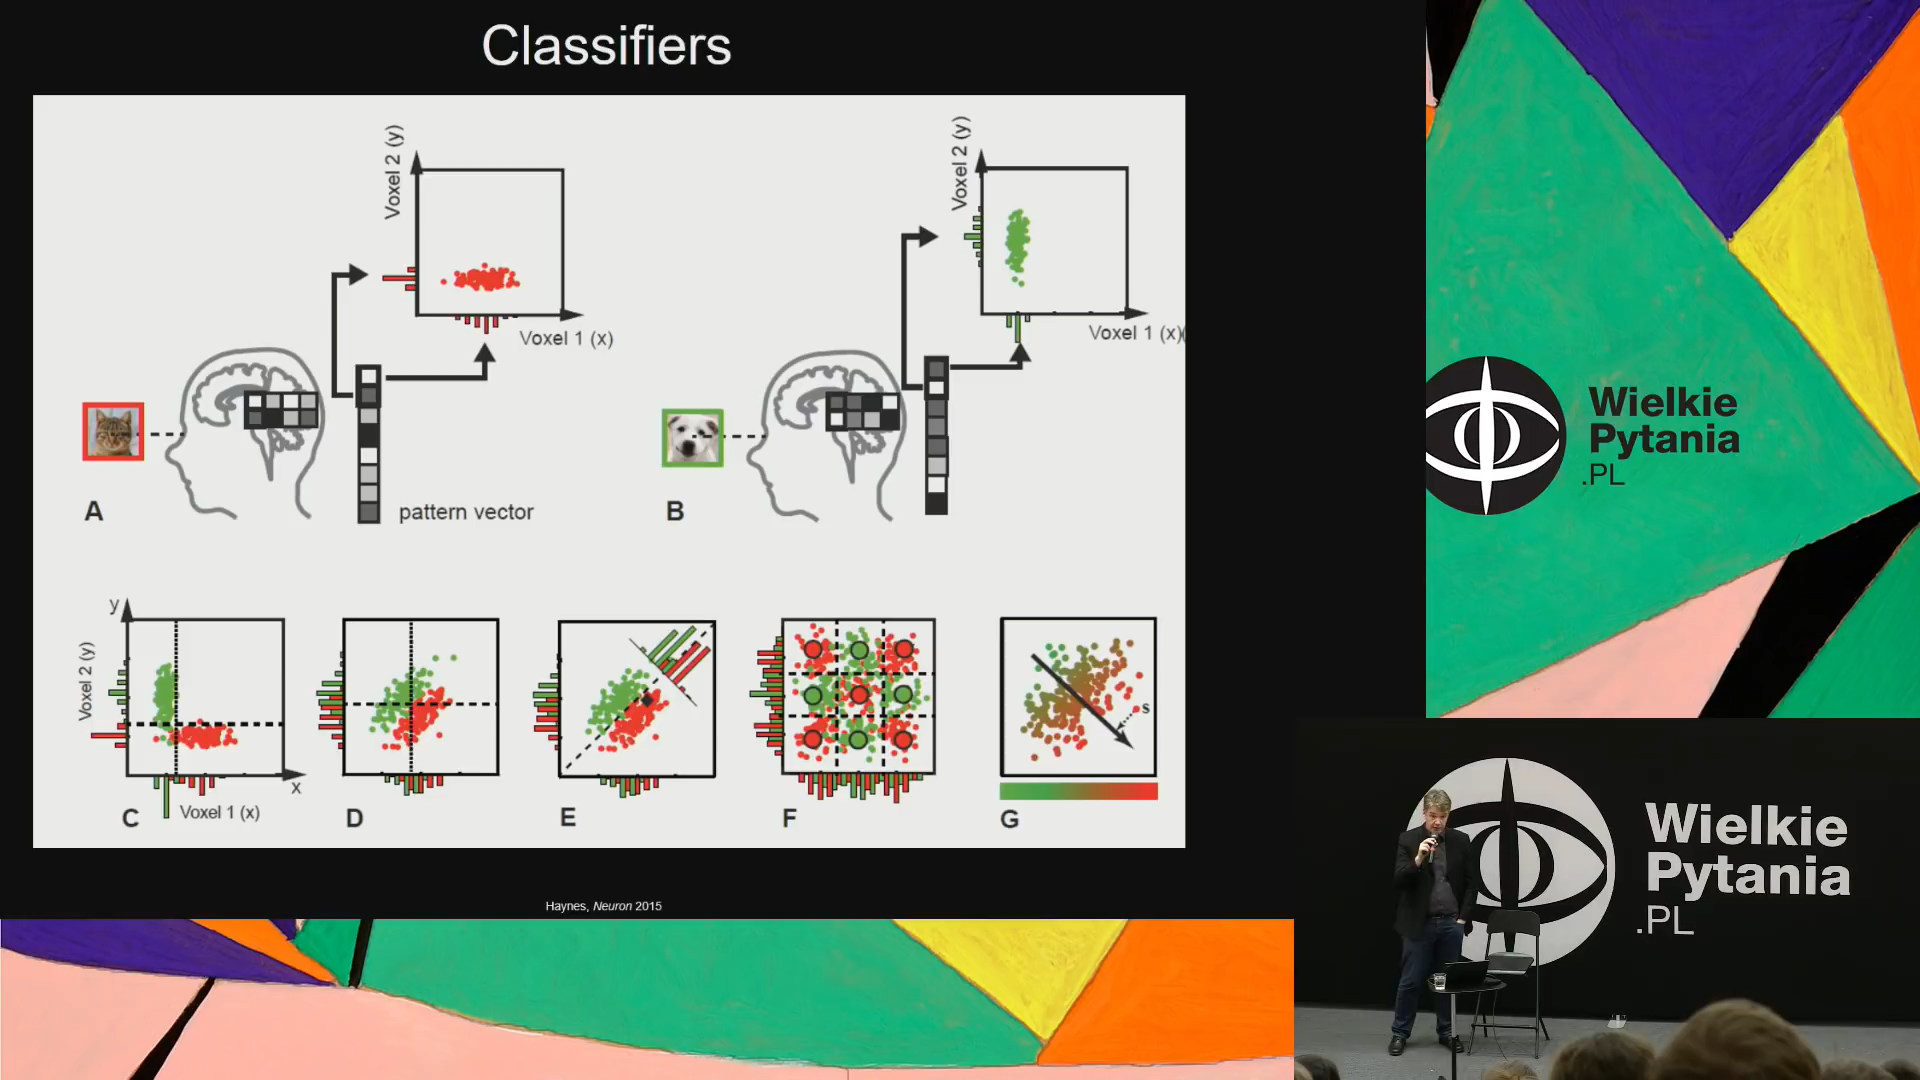 Classifiers
Voxel 2 (y)
Voxel 1 (x)
Voxel 2 (y)
Voxel 1 (x)(
A
pattern vector
B
y
Voxel 2 (y)
x
Voxel 1 (x)
C
D
E
F
s
G
Haynes, Neuron 2015
Wielkie
Pytania
.PL
Wielkie
Pytania
.PL